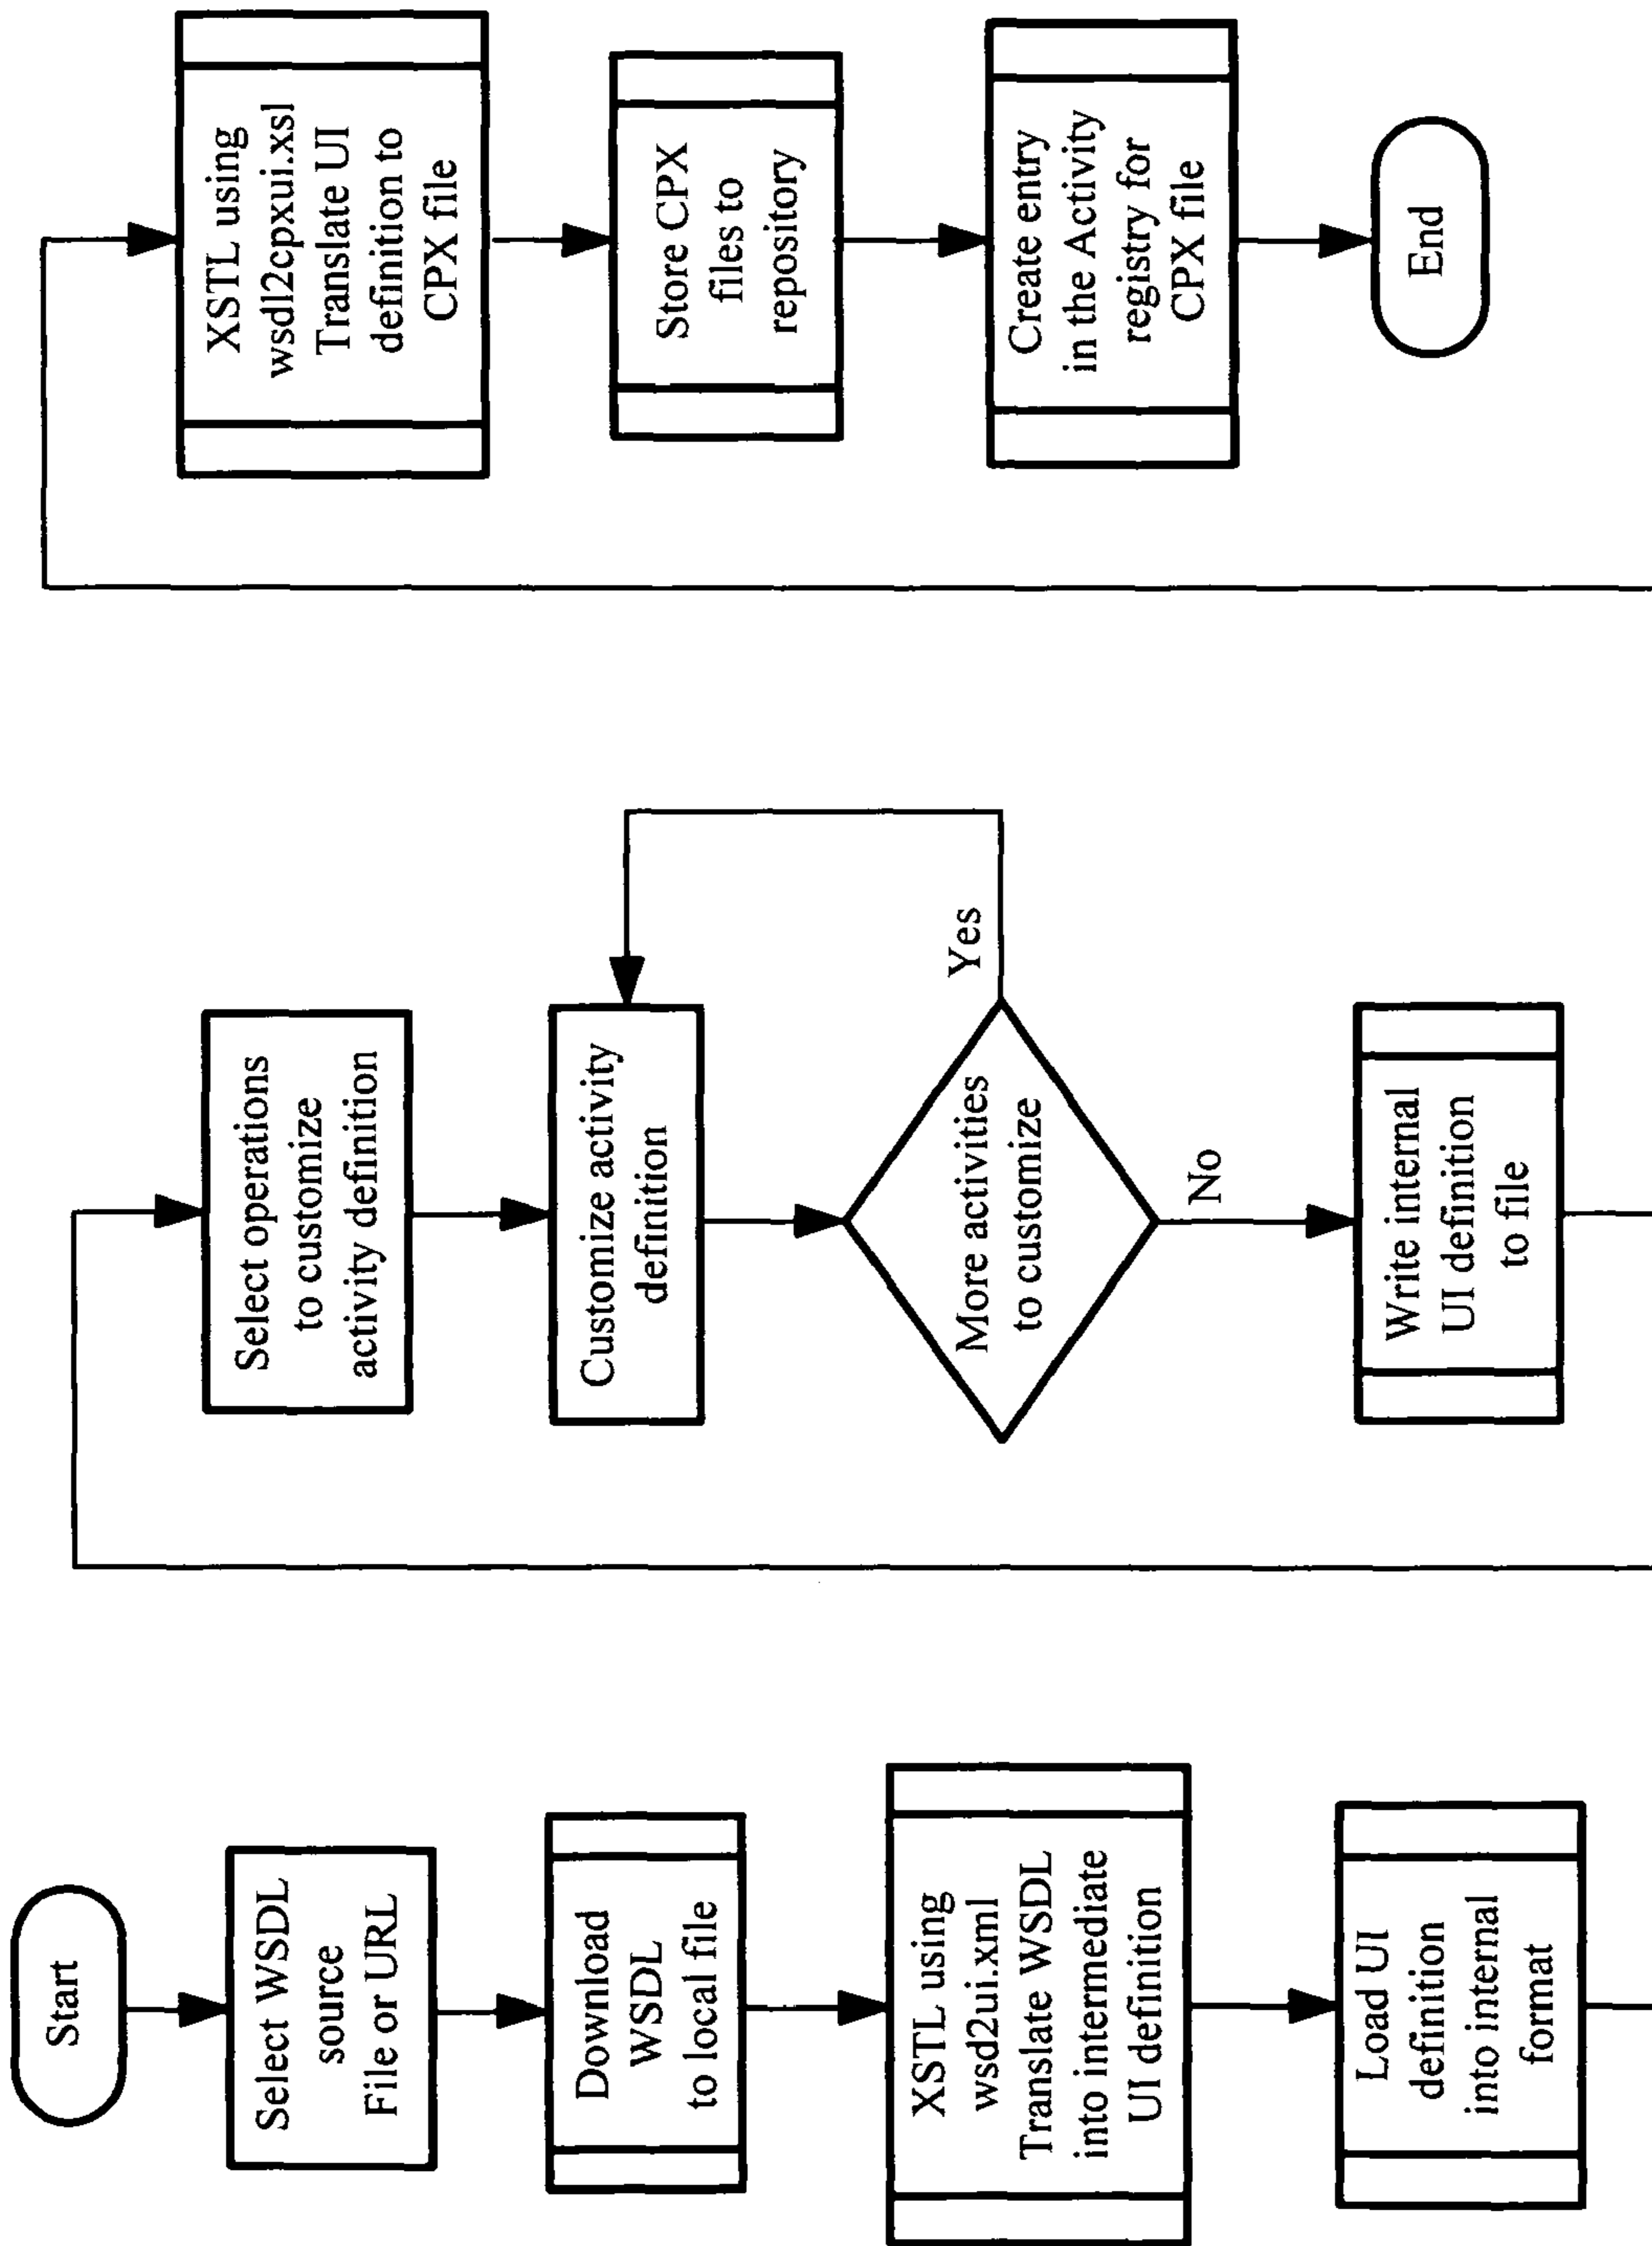 Start
Select WSDL
source
File or URL
Download
WSDL
to local file
XSTL using
wsd2ui.xml
Translate WSDL
into intermediate
UI definition
Load UI
definition
into internal
format
Select operations
to customize
activity definition
Customize activity
definition
More activities
to customize
Yes
No
Write internal
UI definition
to file
XSTL using
wsdl2cpxui.xsl
Translate UI
definition to
CPX file
Store CPX
files to
repository
Create entry
in the Activity
registry for
CPX file
End